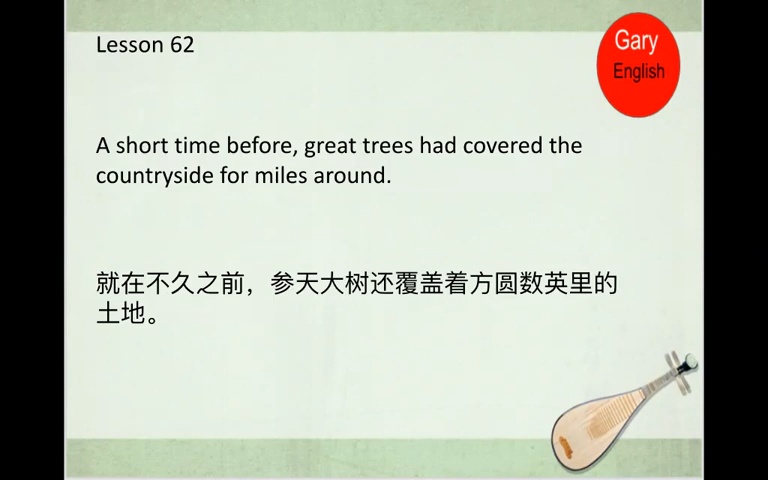 Lesson 62
Gary
English
A short time before, great trees had covered the
countryside for miles around.
就在不久之前，参天大树还覆盖着方圆数英里的
土地。